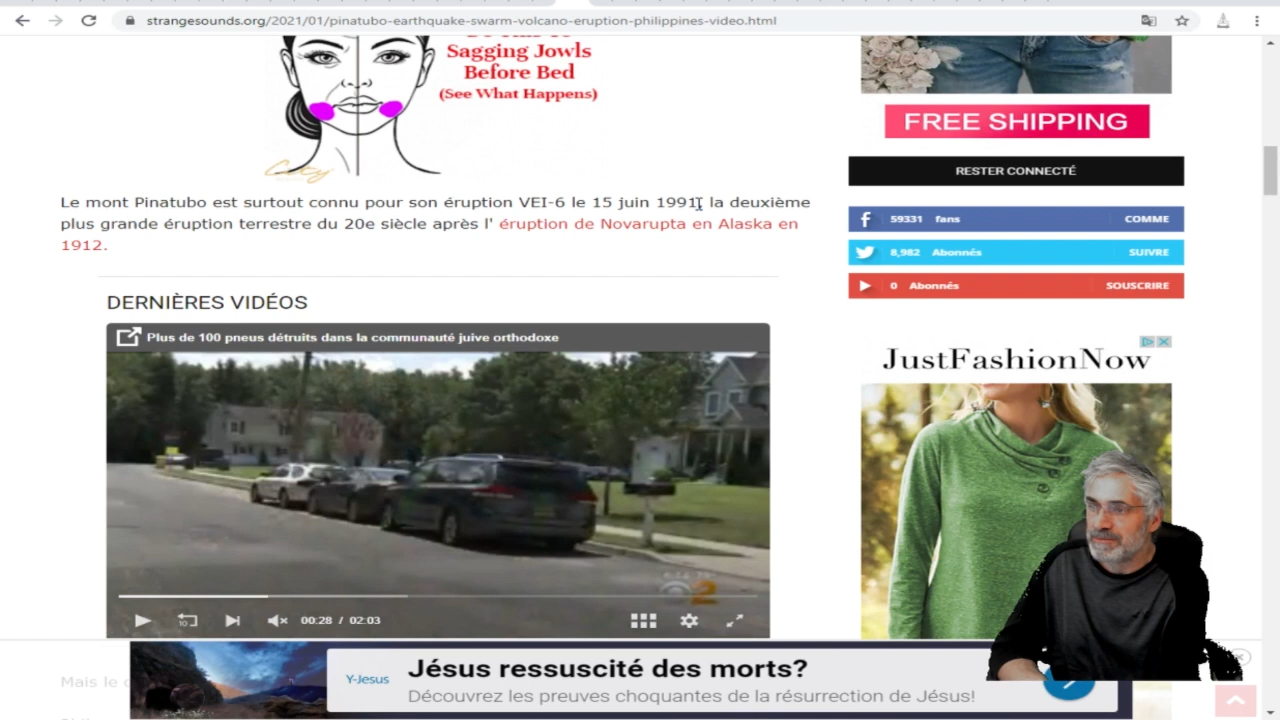 strangesounds.org/2021/01/pinatubo-earthquake-swarm-volcano-eruption-philippines-video.html
Sagging Jowls
Before Bed
(See What Happens)
FREE SHIPPING
RESTER CONNECTÉ
Le mont Pinatubo est surtout connu pour son éruption VEI-6 le 15 juin 1991, la deuxième
plus grande éruption terrestre du 20e siècle après l' éruption de Novarupta en Alaska en
1912.
59331 fans COMME
8,982 Abonnés SUIVRE
0 Abonnés SOUSCRIRE
DERNIÈRES VIDÉOS
Plus de 100 pneus détruits dans la communauté juive orthodoxe
JustFashionNow
10
00:28 / 02:03
2
Y-Jesus
Jésus ressuscité des morts?
Découvrez les preuves choquantes de la résurrection de Jésus!
Mais le